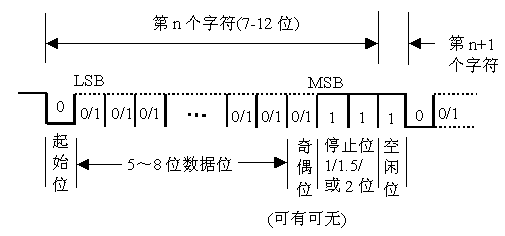 第 n 个字符(7-12 位)
第 n+1
个字符
LSB
MSB
0 0/1 0/1 0/1 ••• 0/1 0/1 0/1 1 1 1 0 0/1
起始位
5～8 位数据位
奇偶位
停止位
1/1.5/
或 2 位
空闲位
(可有可无)